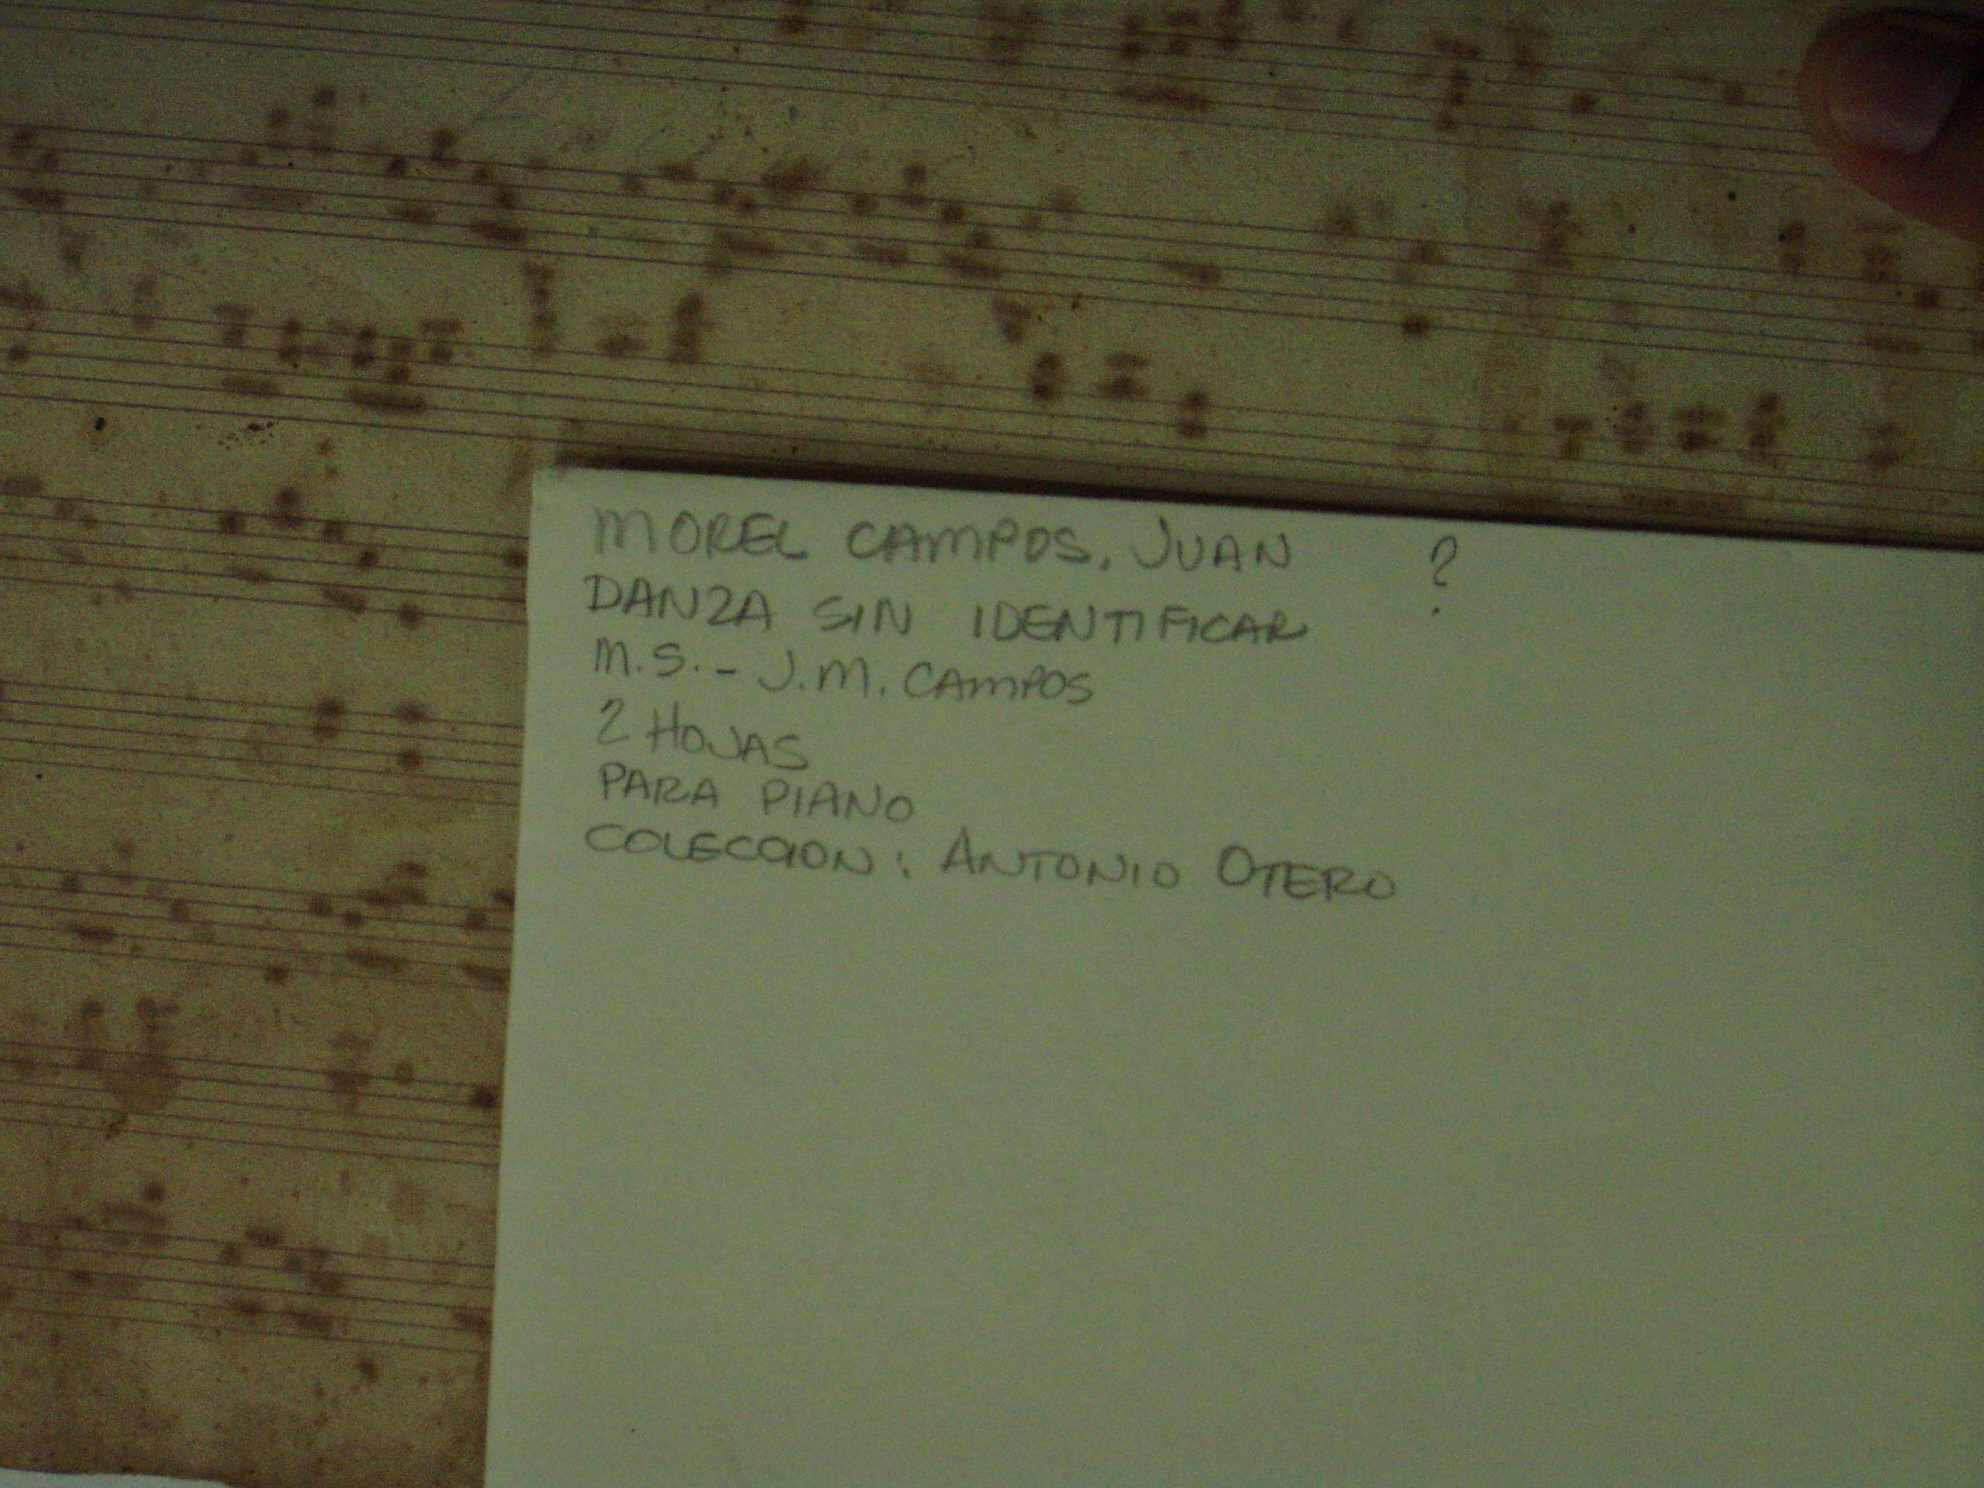 MOREL CAMPOS, JUAN ?
DANZA SIN IDENTIFICAR
M.S. - J.M. CAMPOS
2 HOJAS
PARA PIANO
COLECCION: ANTONIO OTERO